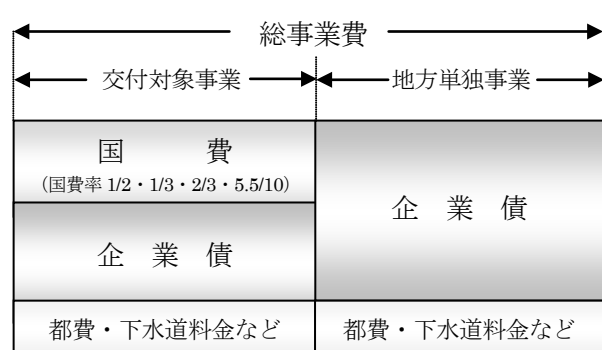 総事業費
交付対象事業
地方単独事業
国　　　費
（国費率 1/2・1/3・2/3・5.5/10）
企　業　債
企　業　債
都費・下水道料金など
都費・下水道料金など